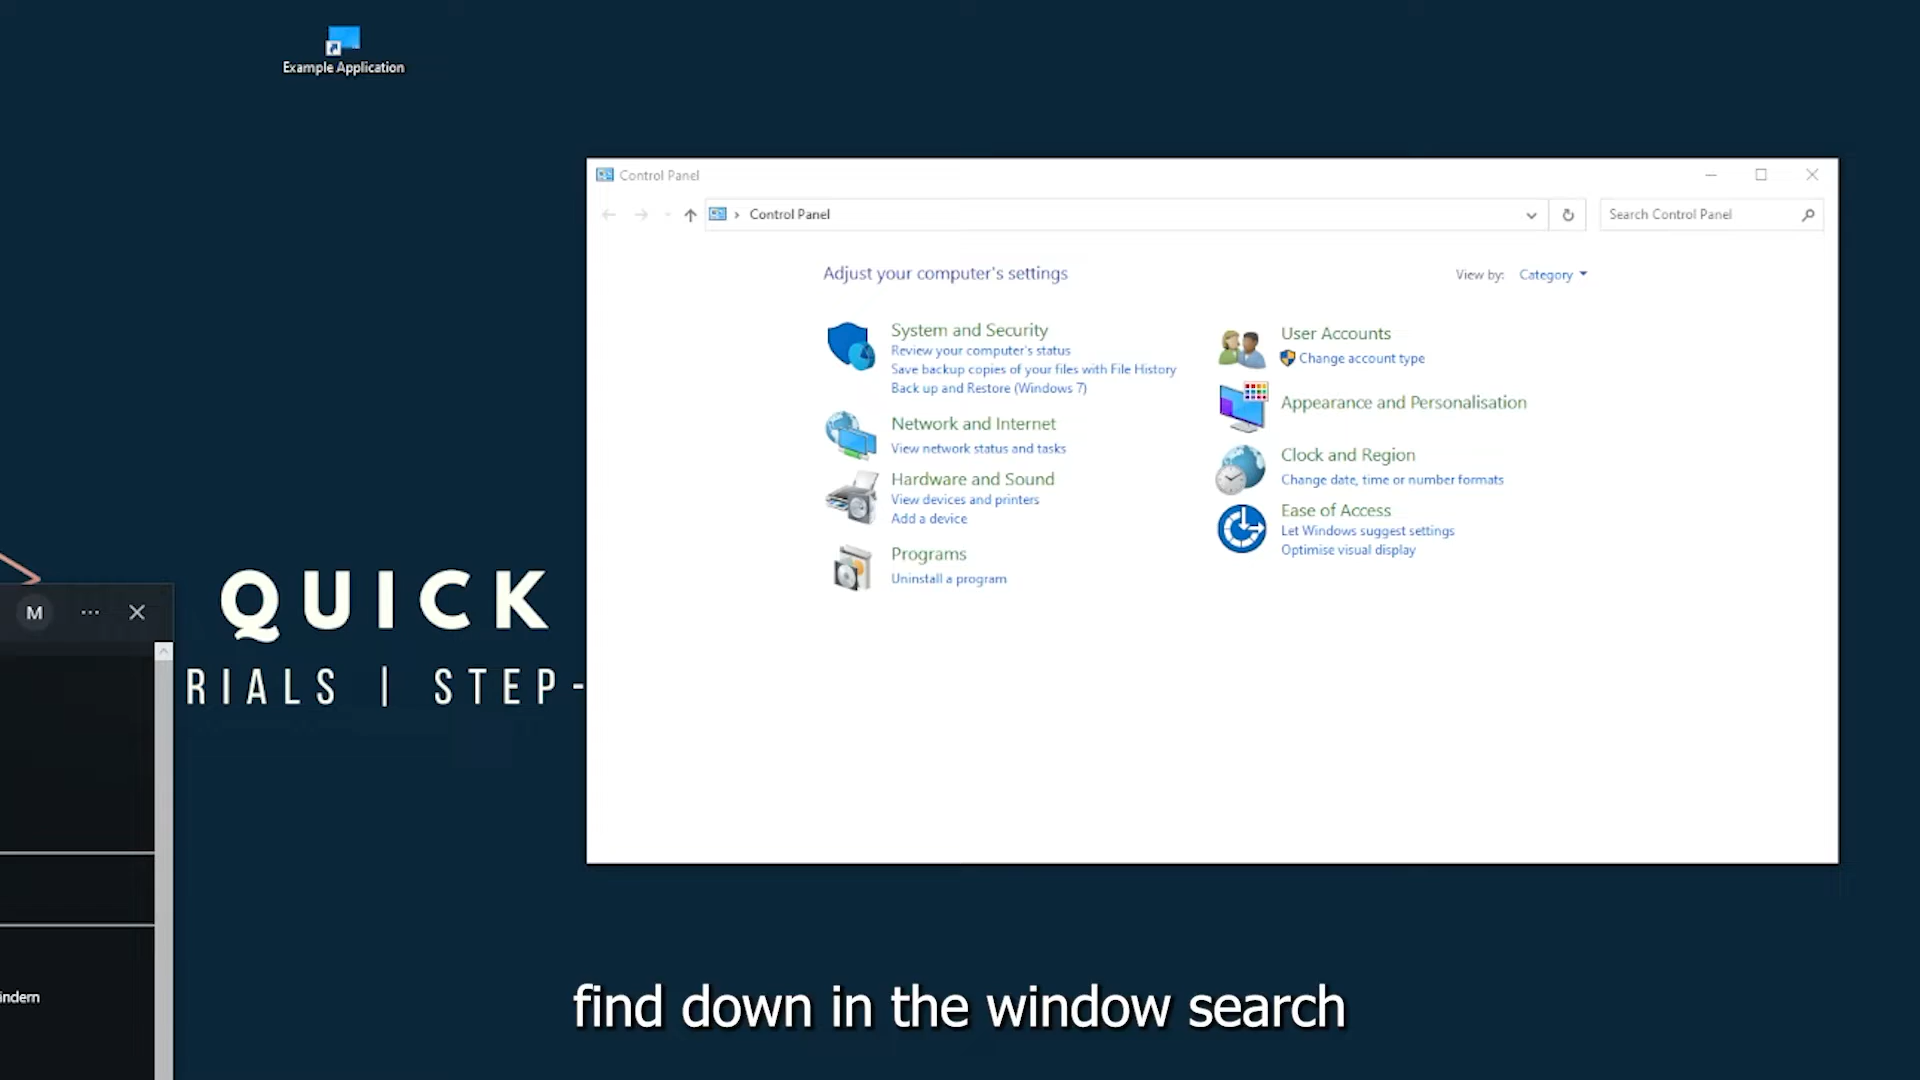 Example Application
Control Panel
Control Panel
Search Control Panel
Adjust your computer's settings
View by: Category
System and Security
Review your computer's status
Save backup copies of your files with File History
Back up and Restore (Windows 7)
Network and Internet
View network status and tasks
Hardware and Sound
View devices and printers
Add a device
Programs
Uninstall a program
User Accounts
Change account type
Appearance and Personalisation
Clock and Region
Change date, time or number formats
Ease of Access
Let Windows suggest settings
Optimise visual display
M
QUICK
RIALS | STEP-
indern
find down in the window search